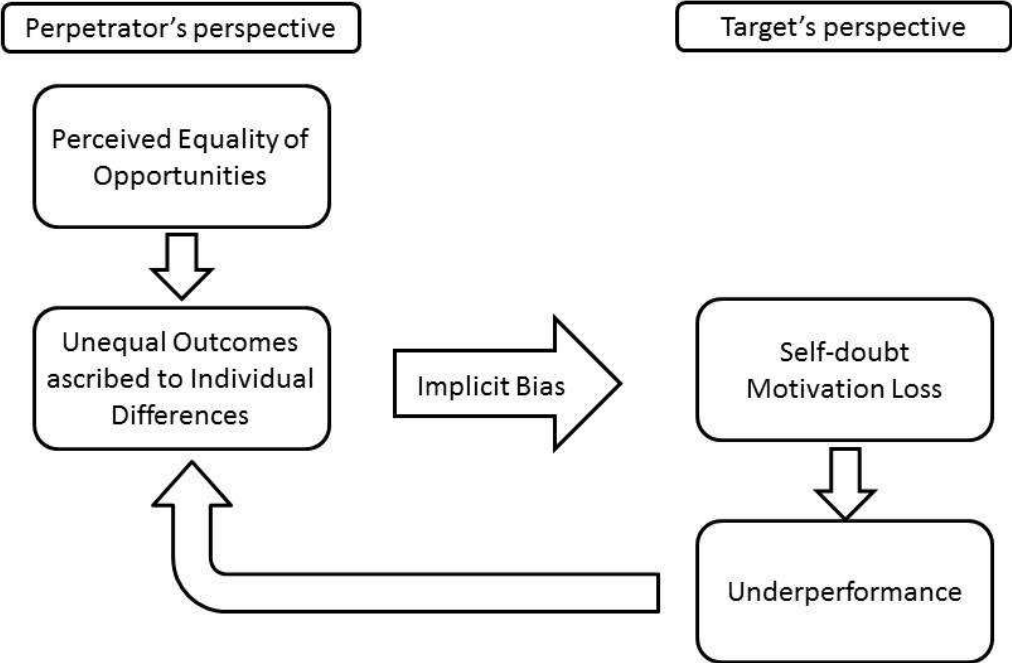 Perpetrator's perspective
Target's perspective
Perceived Equality of
Opportunities
Unequal Outcomes
ascribed to Individual
Differences
Implicit Bias
Self-doubt
Motivation Loss
Underperformance